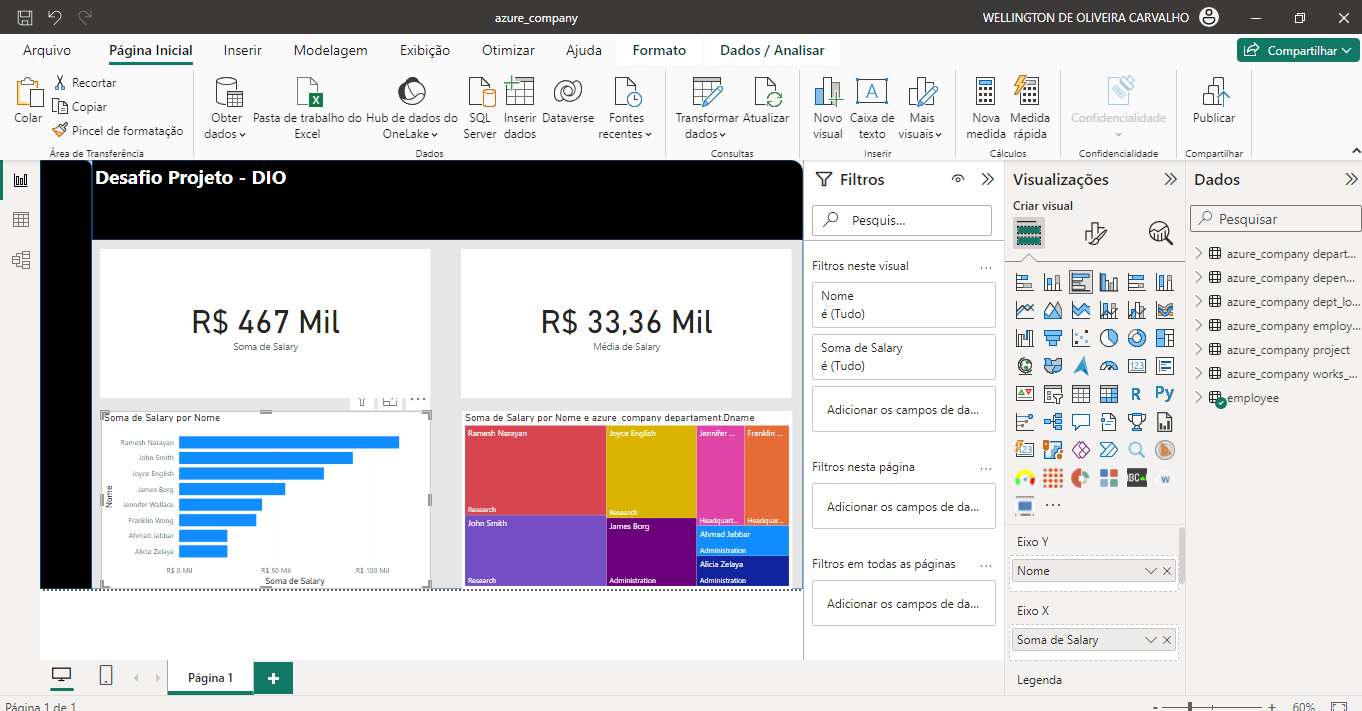 azure_company
WELLINGTON DE OLIVEIRA CARVALHO
Arquivo
Página Inicial
Inserir
Modelagem
Exibição
Otimizar
Ajuda
Formato
Dados / Analisar
Compartilhar
Colar
Recortar
Copiar
Pincel de formatação
Área de Transferência
Obter
dados
Pasta de trabalho do
Excel
Hub de dados do
OneLake
SQL
Server
Inserir
dados
Dataverse
Fontes
recentes
Dados
Transformar
dados
Atualizar
Consultas
Novo
visual
Caixa de
texto
Mais
visuais
Inserir
Nova
medida
Medida
rápida
Cálculos
Confidencialidade
Confidencialidade
Publicar
Compartilhar
Desafio Projeto - DIO
R$ 467 Mil
Soma de Salary
R$ 33,36 Mil
Média de Salary
Soma de Salary por Nome
Nome
Ramesh Narayan
John Smith
Joyce English
James Borg
Jennifer Wallace
Franklin Wong
Ahmad Jabbar
Alicia Zelaya
R$ 0 Mil
R$ 50 Mil
R$ 100 Mil
Soma de Salary
Soma de Salary por Nome e azure_company departament.Dname
Ramesh Narayan
Research
John Smith
Research
Joyce English
Research
James Borg
Administration
Jennifer ...
Headquart...
Franklin ...
Headquar...
Ahmad Jabbar
Administration
Alicia Zelaya
Administration
Filtros
Pesquis...
Filtros neste visual
...
Nome
é (Tudo)
Soma de Salary
é (Tudo)
Adicionar os campos de da...
Filtros nesta página
...
Adicionar os campos de da...
Filtros em todas as páginas
...
Adicionar os campos de da...
Visualizações
Criar visual
123
R
Py
123
BC
W
...
Eixo Y
Nome
Eixo X
Soma de Salary
Legenda
Dados
Pesquisar
azure_company depart...
azure_company depen...
azure_company dept_lo...
azure_company employ...
azure_company project
azure_company works_...
employee
Página 1
Página 1 de 1
60%